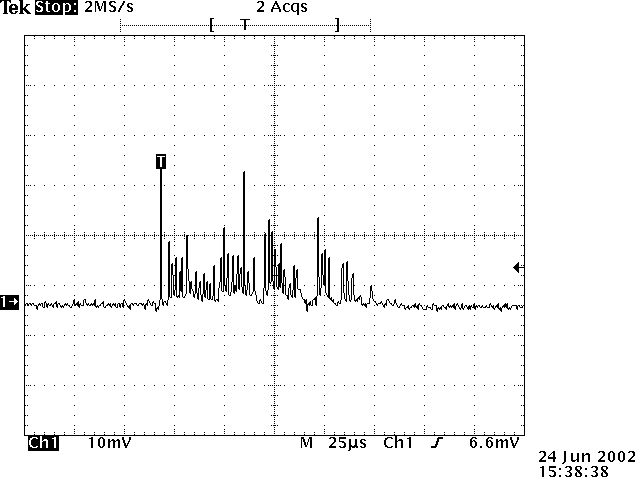 Tek Stop: 2MS/s 2 Acqs
[ T ]
T
1→
Ch1 10mV M 25µs Ch1 6.6mV
24 Jun 2002
15:38:38